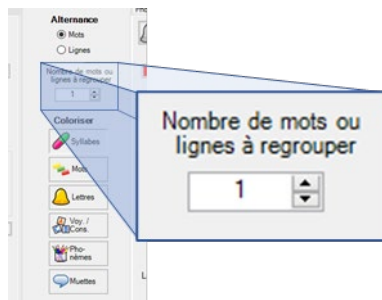 Alternance
Mots
Lignes
Nombre de mots ou
lignes à regrouper
1
Coloriser
Syllabes
Mots
Lettres
Voy. /
Cons.
Pho-
nèmes
Muettes
L
Nombre de mots ou
lignes à regrouper
1